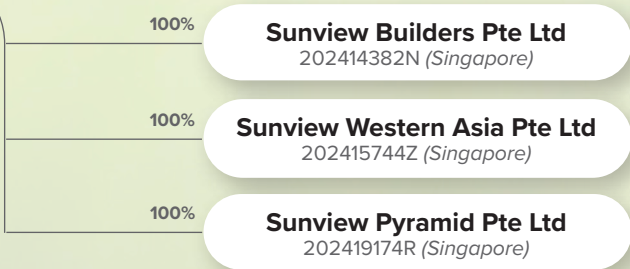 100%
Sunview Builders Pte Ltd
202414382N (Singapore)
100%
Sunview Western Asia Pte Ltd
202415744Z (Singapore)
100%
Sunview Pyramid Pte Ltd
202419174R (Singapore)